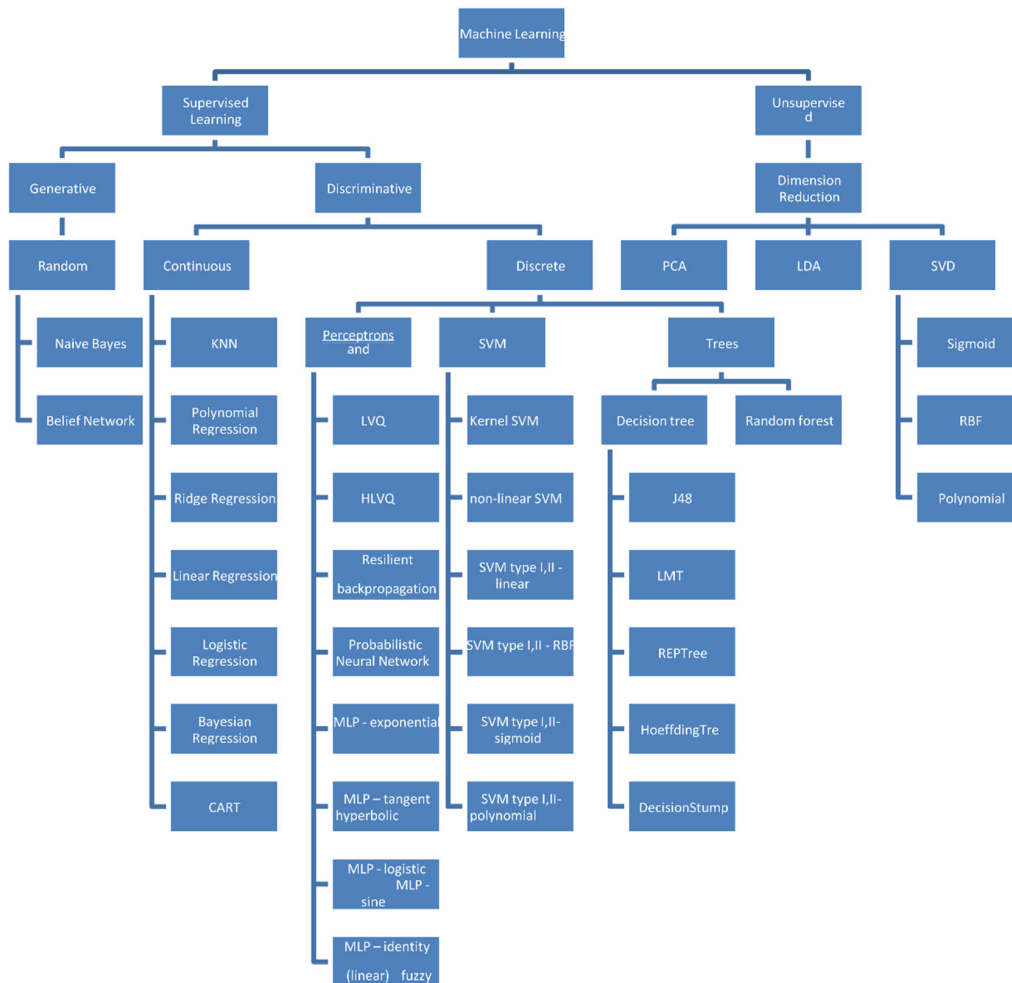 Machine Learning
Supervised
Learning
Unsupervise
d
Generative
Discriminative
Dimension
Reduction
Random
Continuous
Discrete
PCA
LDA
SVD
Naive Bayes
KNN
Perceptrons
and
SVM
Trees
Sigmoid
Belief Network
Polynomial
Regression
LVQ
Kernel SVM
Decision tree
Random forest
RBF
Ridge Regression
HLVQ
non-linear SVM
J48
Polynomial
Linear Regression
Resilient
backpropagation
SVM type I,II -
linear
LMT
Logistic
Regression
Probabilistic
Neural Network
SVM type I,II - RBF
REPTree
Bayesian
Regression
MLP - exponential
SVM type I,II-
sigmoid
HoeffdingTre
CART
MLP – tangent
hyperbolic
SVM type I,II-
polynomial
DecisionStump
MLP - logistic
MLP -
sine
MLP – identity
(linear) fuzzy